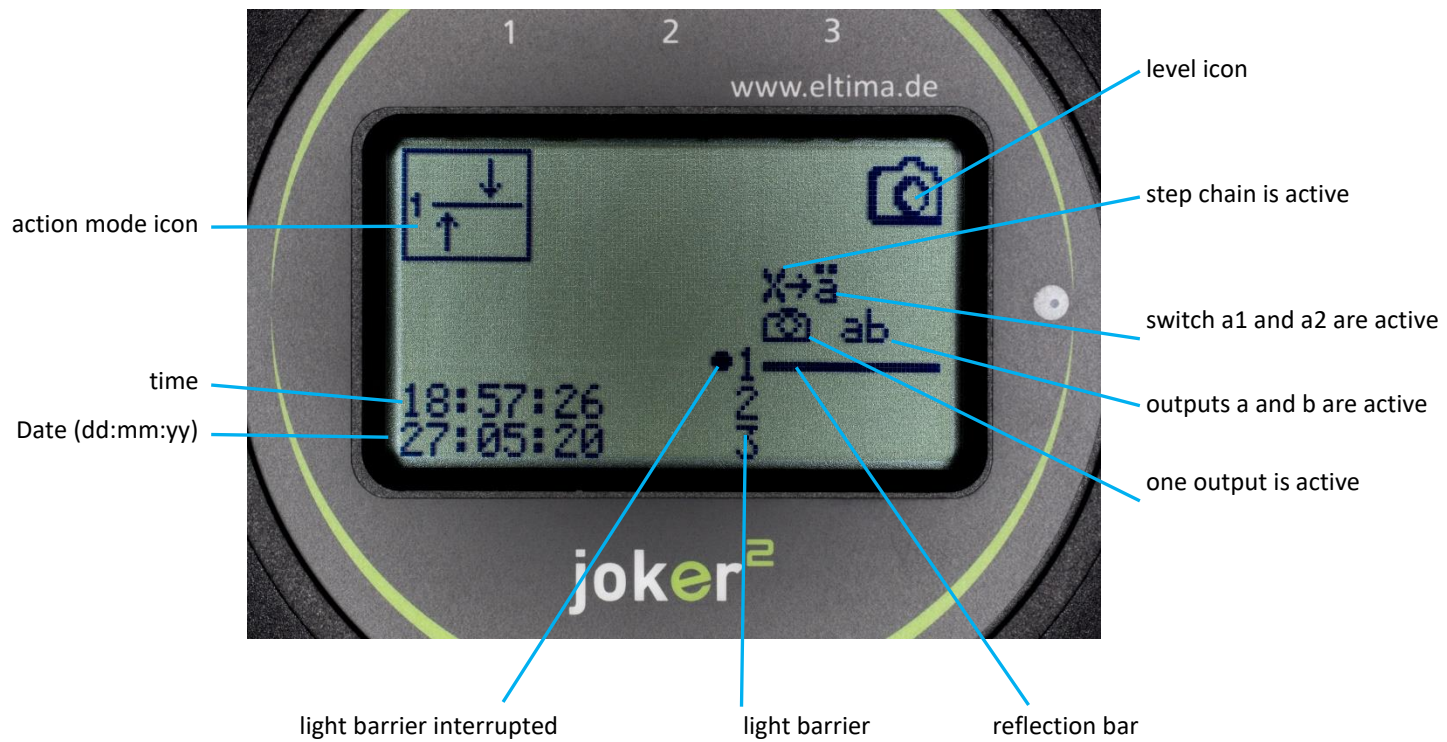 1 2 3
www.eltima.de
level icon
step chain is active
action mode icon
1
X→ä
switch a1 and a2 are active
ab
1
time
18:57:26
2
outputs a and b are active
Date (dd:mm:yy)
27:05:20
3
one output is active
joker²
light barrier interrupted
light barrier
reflection bar